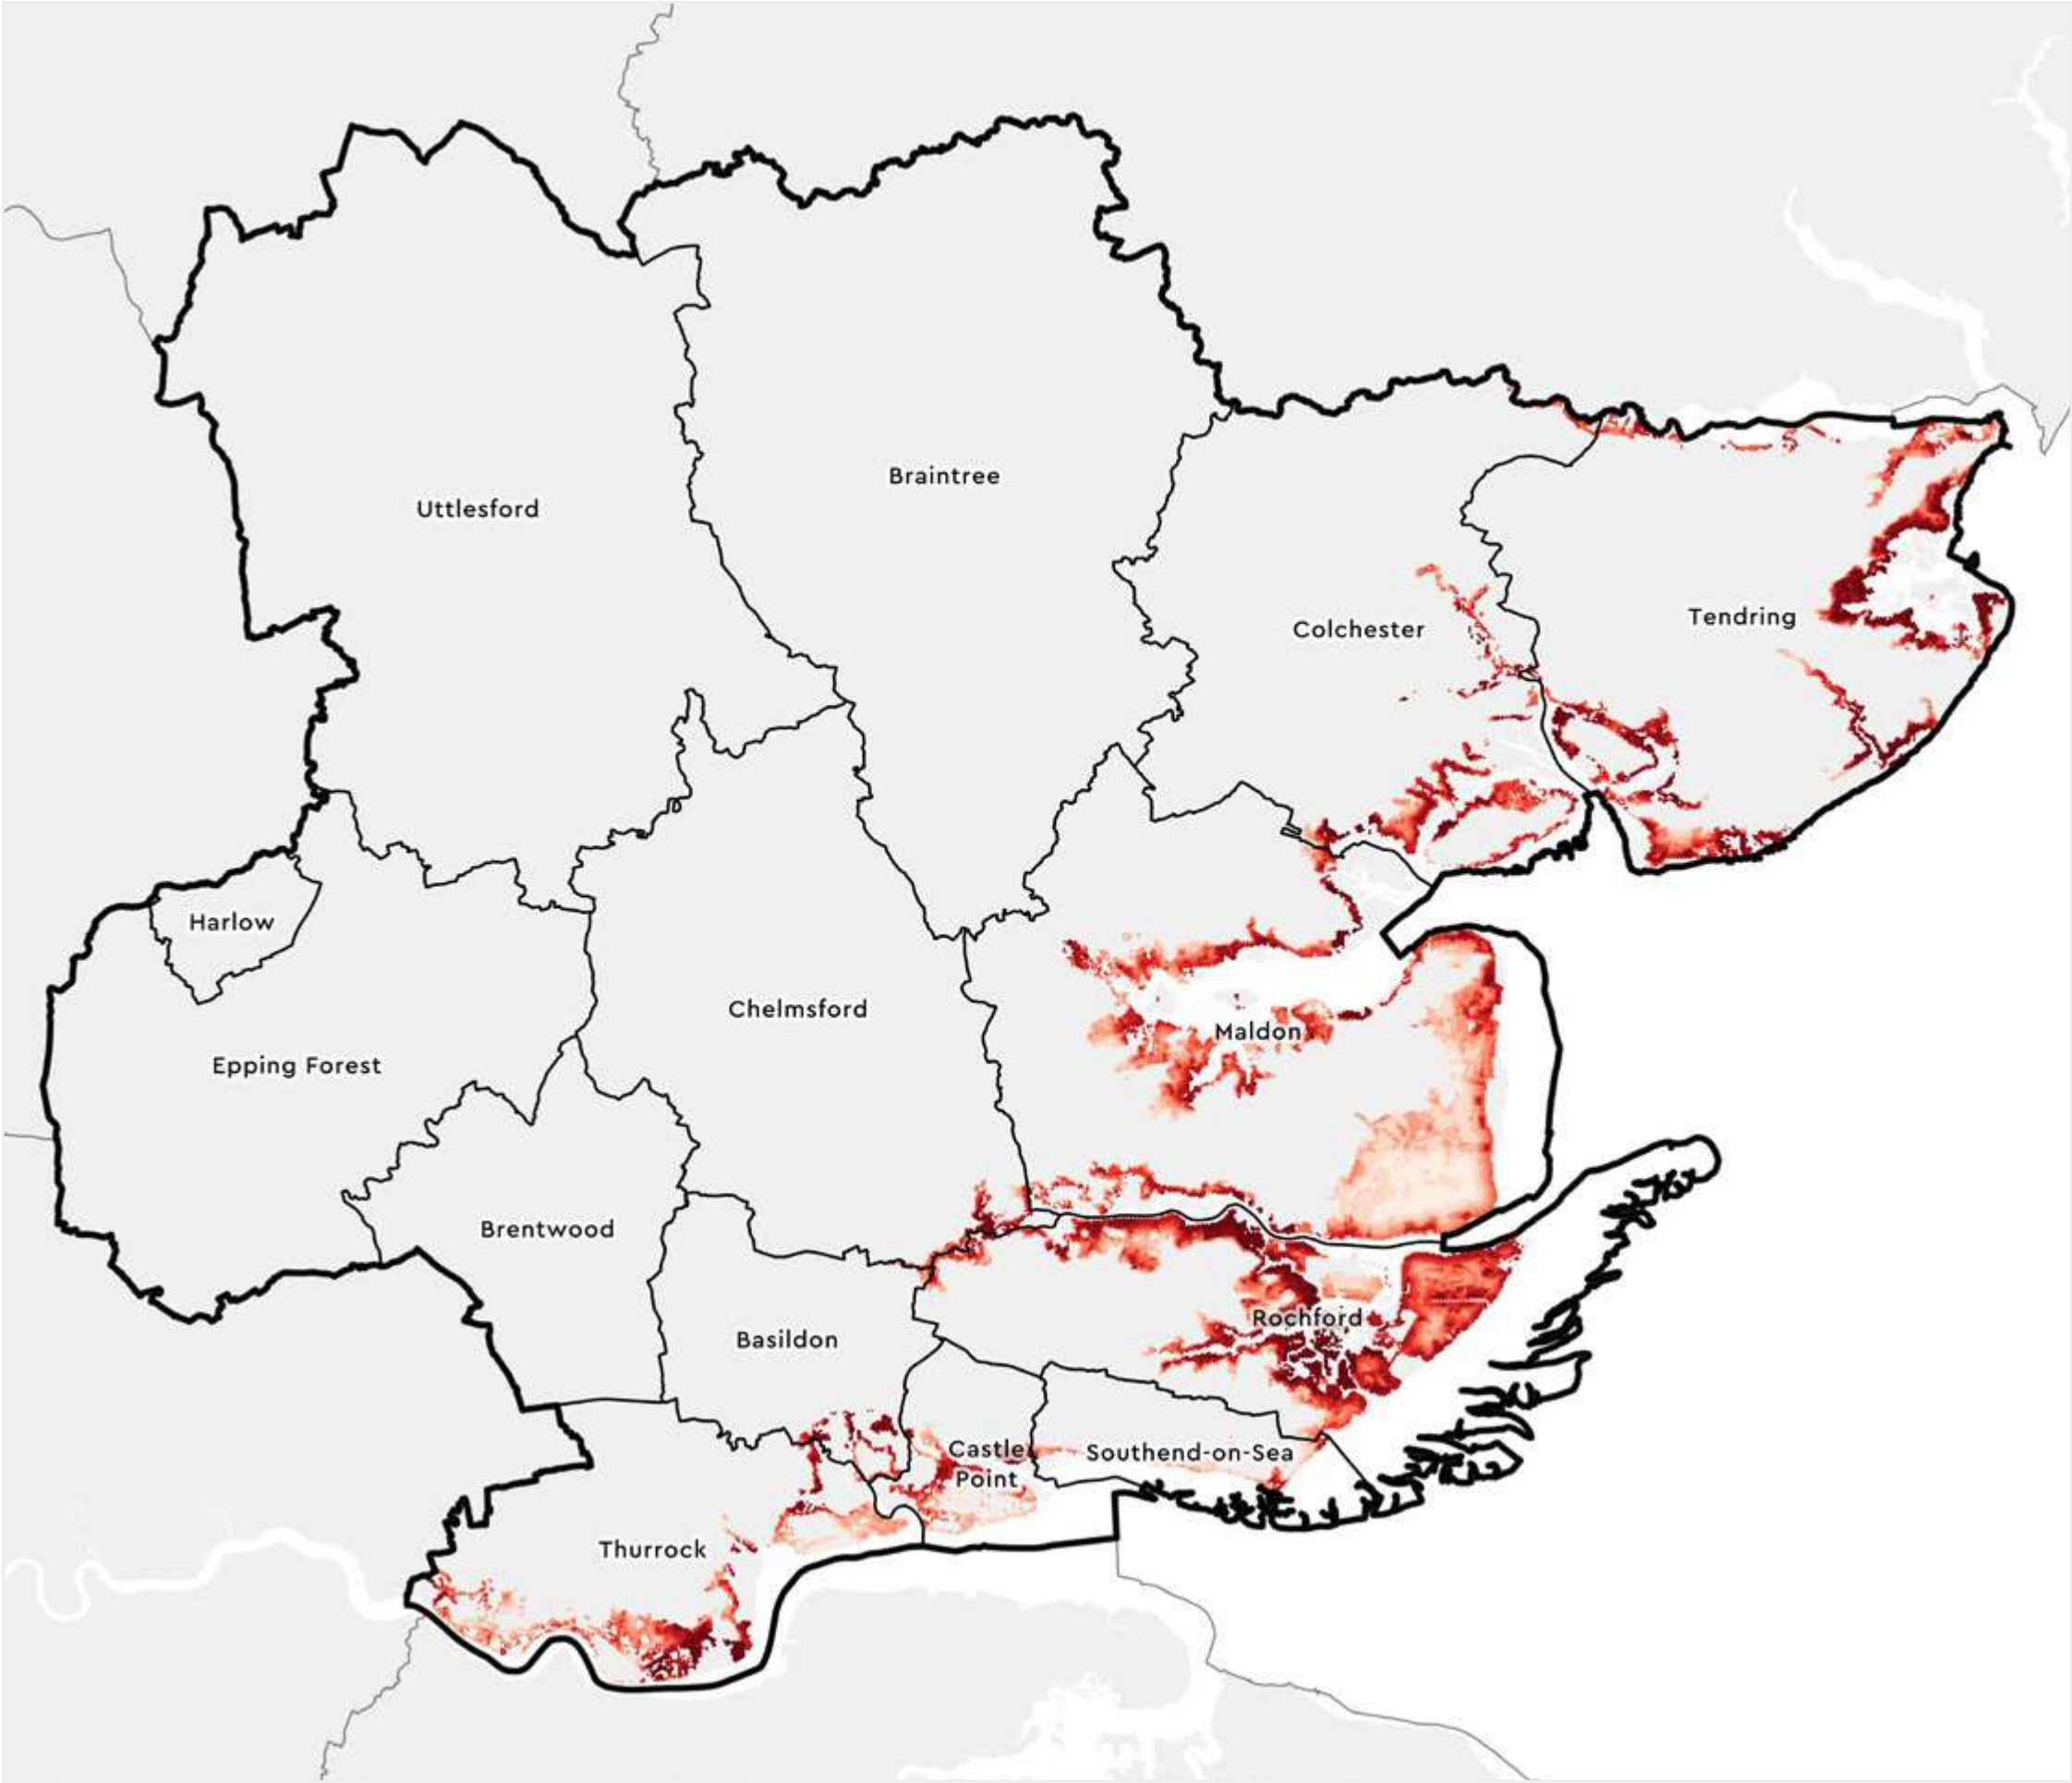 Braintree
Uttlesford
Tendring
Colchester
Harlow
Chelmsford
Maldon
Epping Forest
Brentwood
Rochford
Basildon
Castle
Point
Southend-on-Sea
Thurrock